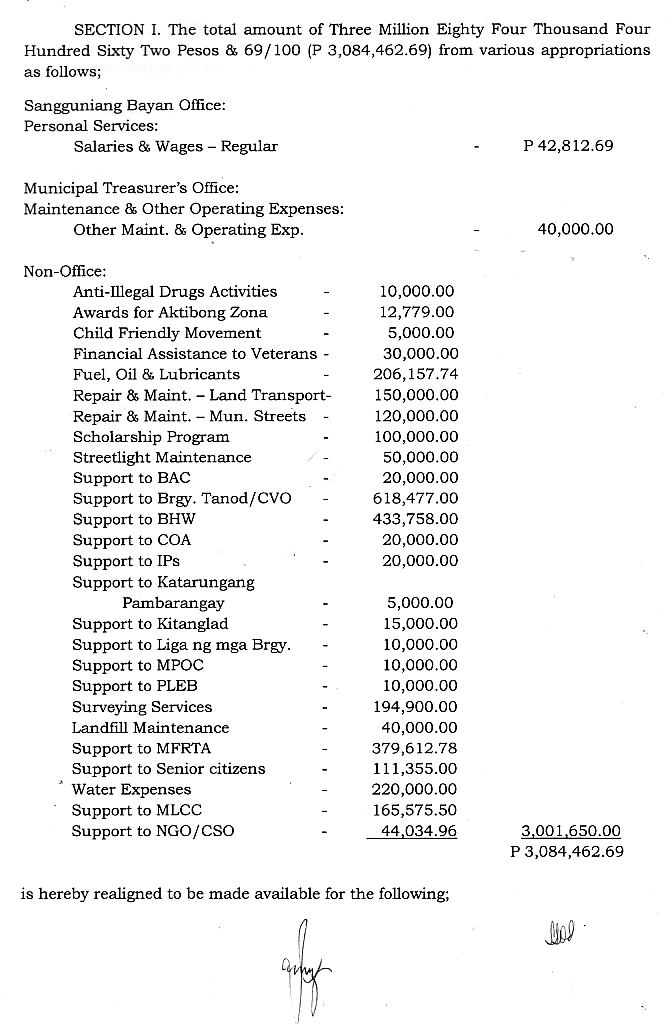 SECTION I. The total amount of Three Million Eighty Four Thousand Four
Hundred Sixty Two Pesos & 69/100 (P 3,084,462.69) from various appropriations
as follows;
Sangguniang Bayan Office:
Personal Services:
Salaries & Wages – Regular - P 42,812.69
Municipal Treasurer's Office:
Maintenance & Other Operating Expenses:
Other Maint. & Operating Exp. - 40,000.00
Non-Office:
Anti-Illegal Drugs Activities - 10,000.00
Awards for Aktibong Zona - 12,779.00
Child Friendly Movement - 5,000.00
Financial Assistance to Veterans - 30,000.00
Fuel, Oil & Lubricants - 206,157.74
Repair & Maint. – Land Transport- 150,000.00
Repair & Maint. – Mun. Streets - 120,000.00
Scholarship Program - 100,000.00
Streetlight Maintenance - 50,000.00
Support to BAC - 20,000.00
Support to Brgy. Tanod/CVO - 618,477.00
Support to BHW - 433,758.00
Support to COA - 20,000.00
Support to IPs - 20,000.00
Support to Katarungang
Pambarangay - 5,000.00
Support to Kitanglad - 15,000.00
Support to Liga ng mga Brgy. - 10,000.00
Support to MPOC - 10,000.00
Support to PLEB - 10,000.00
Surveying Services - 194,900.00
Landfill Maintenance - 40,000.00
Support to MFRTA - 379,612.78
Support to Senior citizens - 111,355.00
Water Expenses - 220,000.00
Support to MLCC - 165,575.50
Support to NGO/CSO - 44,034.96 3,001,650.00
P 3,084,462.69
is hereby realigned to be made available for the following;